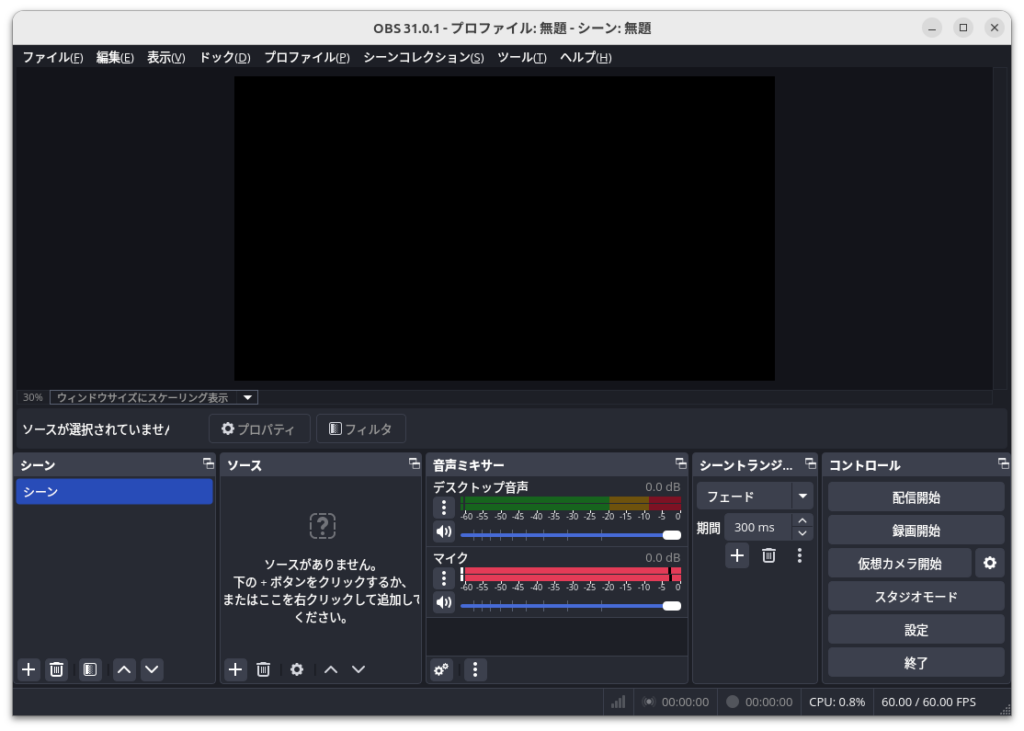 OBS 31.0.1 - プロファイル: 無題 - シーン: 無題
ファイル(F) 編集(E) 表示(V) ドック(D) プロファイル(P) シーンコレクション(S) ツール(T) ヘルプ(H)
30% ウィンドウサイズにスケーリング表示
ソースが選択されていませ
プロパティ フィルタ
シーン
シーン
ソース
ソースがありません。
下の + ボタンをクリックするか、
またはここを右クリックして追加して
ください。
音声ミキサー
デスクトップ音声 0.0 dB
-60 -55 -50 -45 -40 -35 -30 -25 -20 -15 -10 -5 0
マイク 0.0 dB
-60 -55 -50 -45 -40 -35 -30 -25 -20 -15 -10 -5 0
シーントランジ...
フェード
期間 300 ms
コントロール
配信開始
録画開始
仮想カメラ開始
スタジオモード
設定
終了
00:00:00 00:00:00 CPU: 0.8% 60.00 / 60.00 FPS